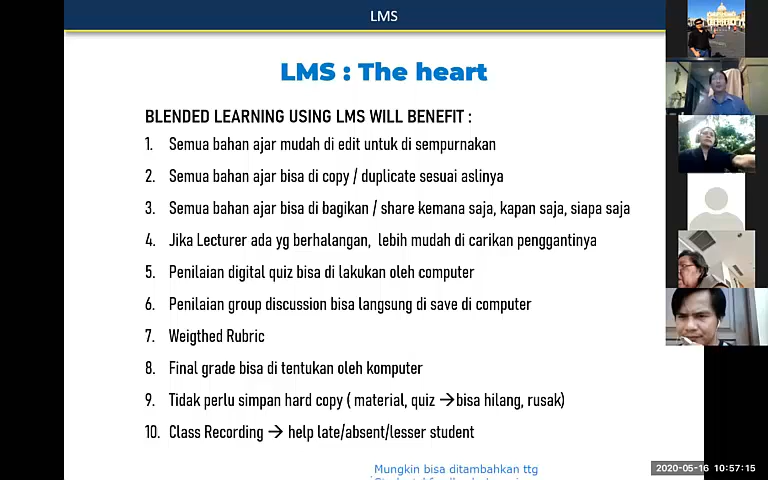 LMS
LMS : The heart
BLENDED LEARNING USING LMS WILL BENEFIT :
1. Semua bahan ajar mudah di edit untuk di sempurnakan
2. Semua bahan ajar bisa di copy / duplicate sesuai aslinya
3. Semua bahan ajar bisa di bagikan / share kemana saja, kapan saja, siapa saja
4. Jika Lecturer ada yg berhalangan, lebih mudah di carikan penggantinya
5. Penilaian digital quiz bisa di lakukan oleh computer
6. Penilaian group discussion bisa langsung di save di computer
7. Weigthed Rubric
8. Final grade bisa di tentukan oleh komputer
9. Tidak perlu simpan hard copy ( material, quiz → bisa hilang, rusak)
10. Class Recording → help late/absent/lesser student
Mungkin bisa ditambahkan ttg
2020-05-16 10:57:15